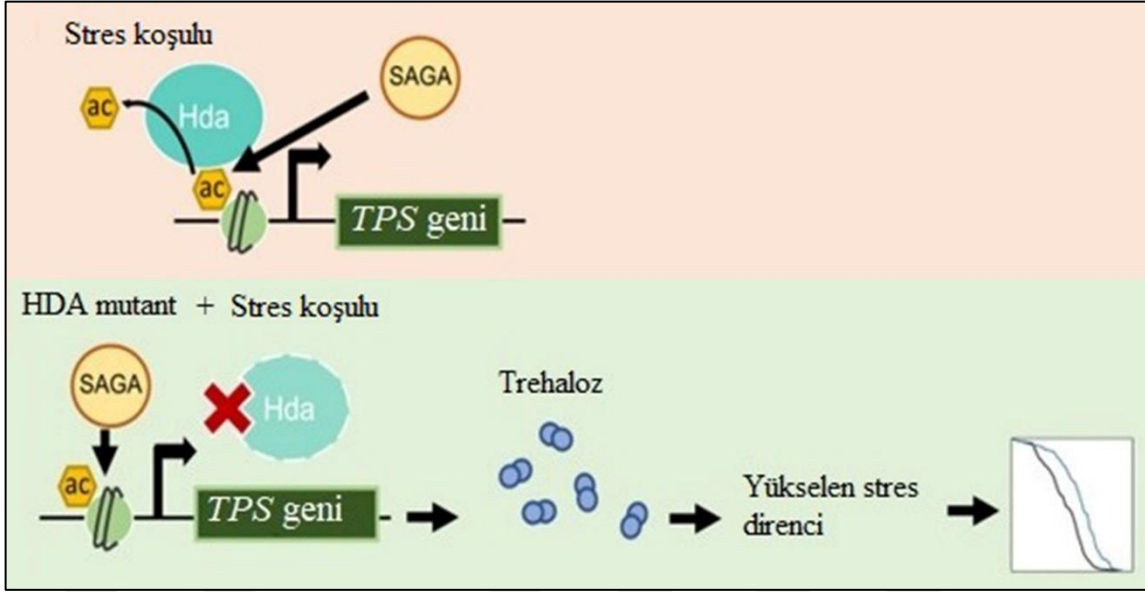 Stres koşulu
SAGA
ac
Hda
ac
TPS geni
HDA mutant + Stres koşulu
SAGA
Hda
Trehaloz
ac
Yükselen stres
direnci
TPS geni